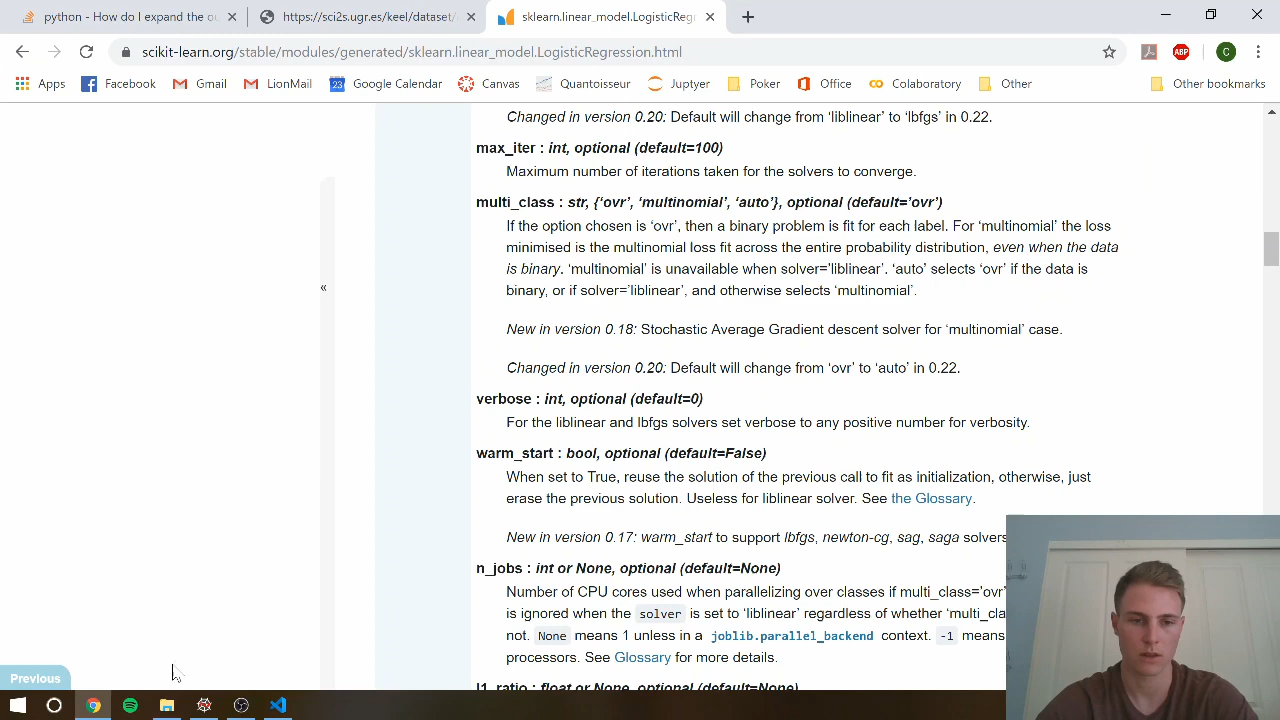 python - How do I expand the ou
https://sci2s.ugr.es/keel/dataset/
sklearn.linear_model.LogisticRegr
scikit-learn.org/stable/modules/generated/sklearn.linear_model.LogisticRegression.html
ABP
C
Apps
Facebook
Gmail
LionMail
23
Google Calendar
Canvas
Quantoisseur
Juptyer
Poker
Office
Colaboratory
Other
Other bookmarks
Changed in version 0.20: Default will change from ‘liblinear’ to ‘lbfgs’ in 0.22.
max_iter : int, optional (default=100)
Maximum number of iterations taken for the solvers to converge.
multi_class : str, {‘ovr’, ‘multinomial’, ‘auto’}, optional (default=’ovr’)
If the option chosen is ‘ovr’, then a binary problem is fit for each label. For ‘multinomial’ the loss
minimised is the multinomial loss fit across the entire probability distribution, even when the data
is binary. ‘multinomial’ is unavailable when solver=’liblinear’. ‘auto’ selects ‘ovr’ if the data is
binary, or if solver=’liblinear’, and otherwise selects ‘multinomial’.
New in version 0.18: Stochastic Average Gradient descent solver for ‘multinomial’ case.
Changed in version 0.20: Default will change from ‘ovr’ to ‘auto’ in 0.22.
verbose : int, optional (default=0)
For the liblinear and lbfgs solvers set verbose to any positive number for verbosity.
warm_start : bool, optional (default=False)
When set to True, reuse the solution of the previous call to fit as initialization, otherwise, just
erase the previous solution. Useless for liblinear solver. See the Glossary.
New in version 0.17: warm_start to support lbfgs, newton-cg, sag, saga solvers
n_jobs : int or None, optional (default=None)
Number of CPU cores used when parallelizing over classes if multi_class=’ovr’
is ignored when the solver is set to ‘liblinear’ regardless of whether ‘multi_cla
not. None means 1 unless in a joblib.parallel_backend context. -1 means
processors. See Glossary for more details.
l1_ratio : float or None, optional (default=None)
«
Previous